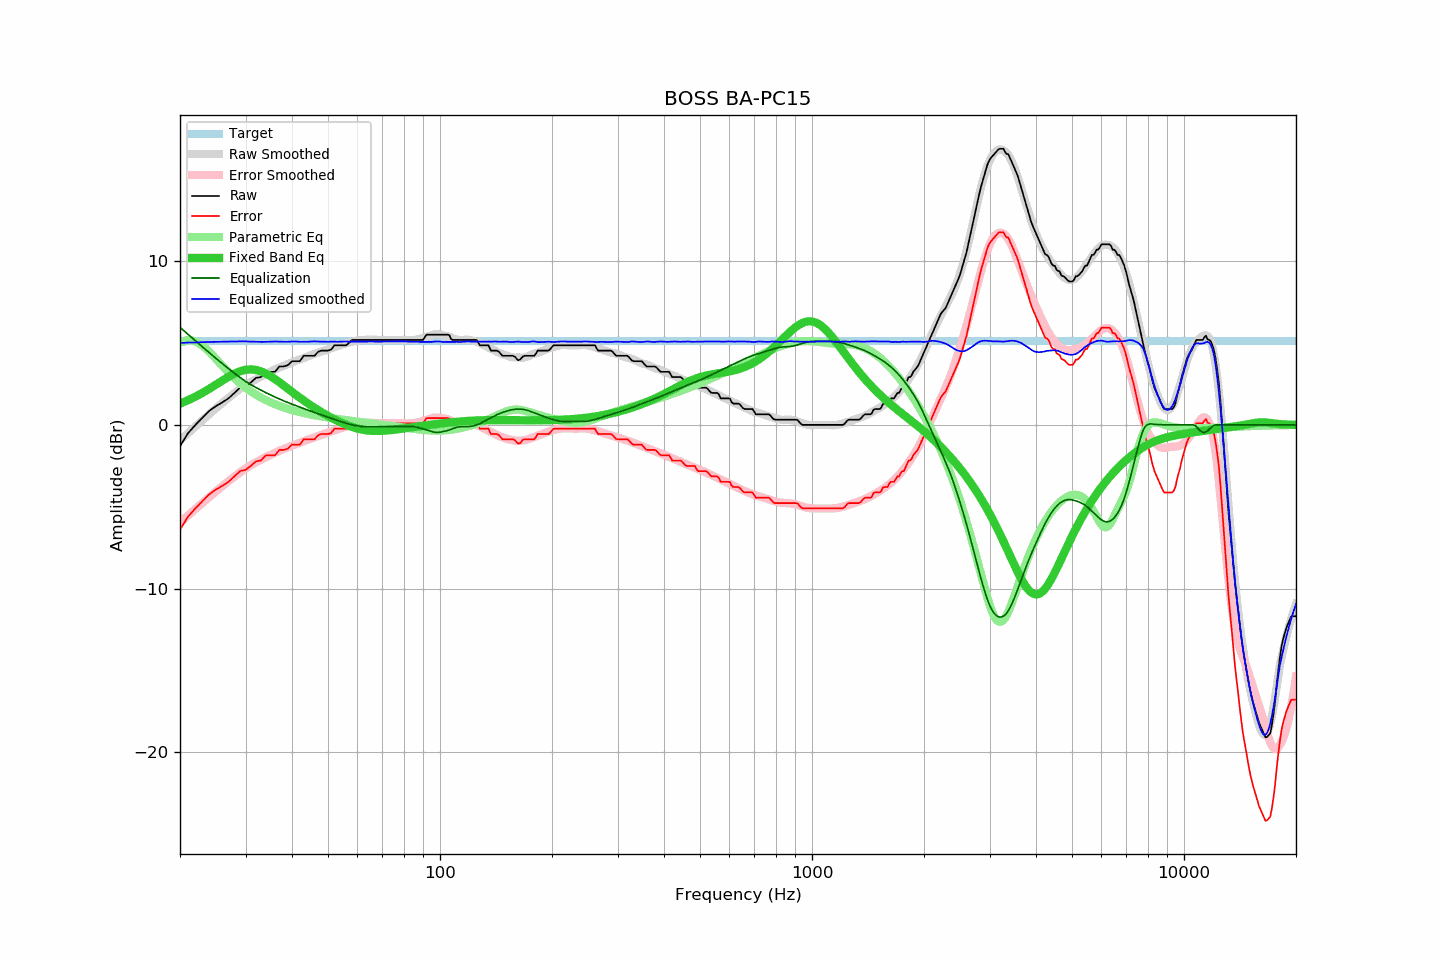 BOSS BA-PC15
Target
Raw Smoothed
Error Smoothed
Raw
Error
Parametric Eq
Fixed Band Eq
Equalization
Equalized smoothed
10
0
−10
−20
Amplitude (dBr)
100
1000
10000
Frequency (Hz)